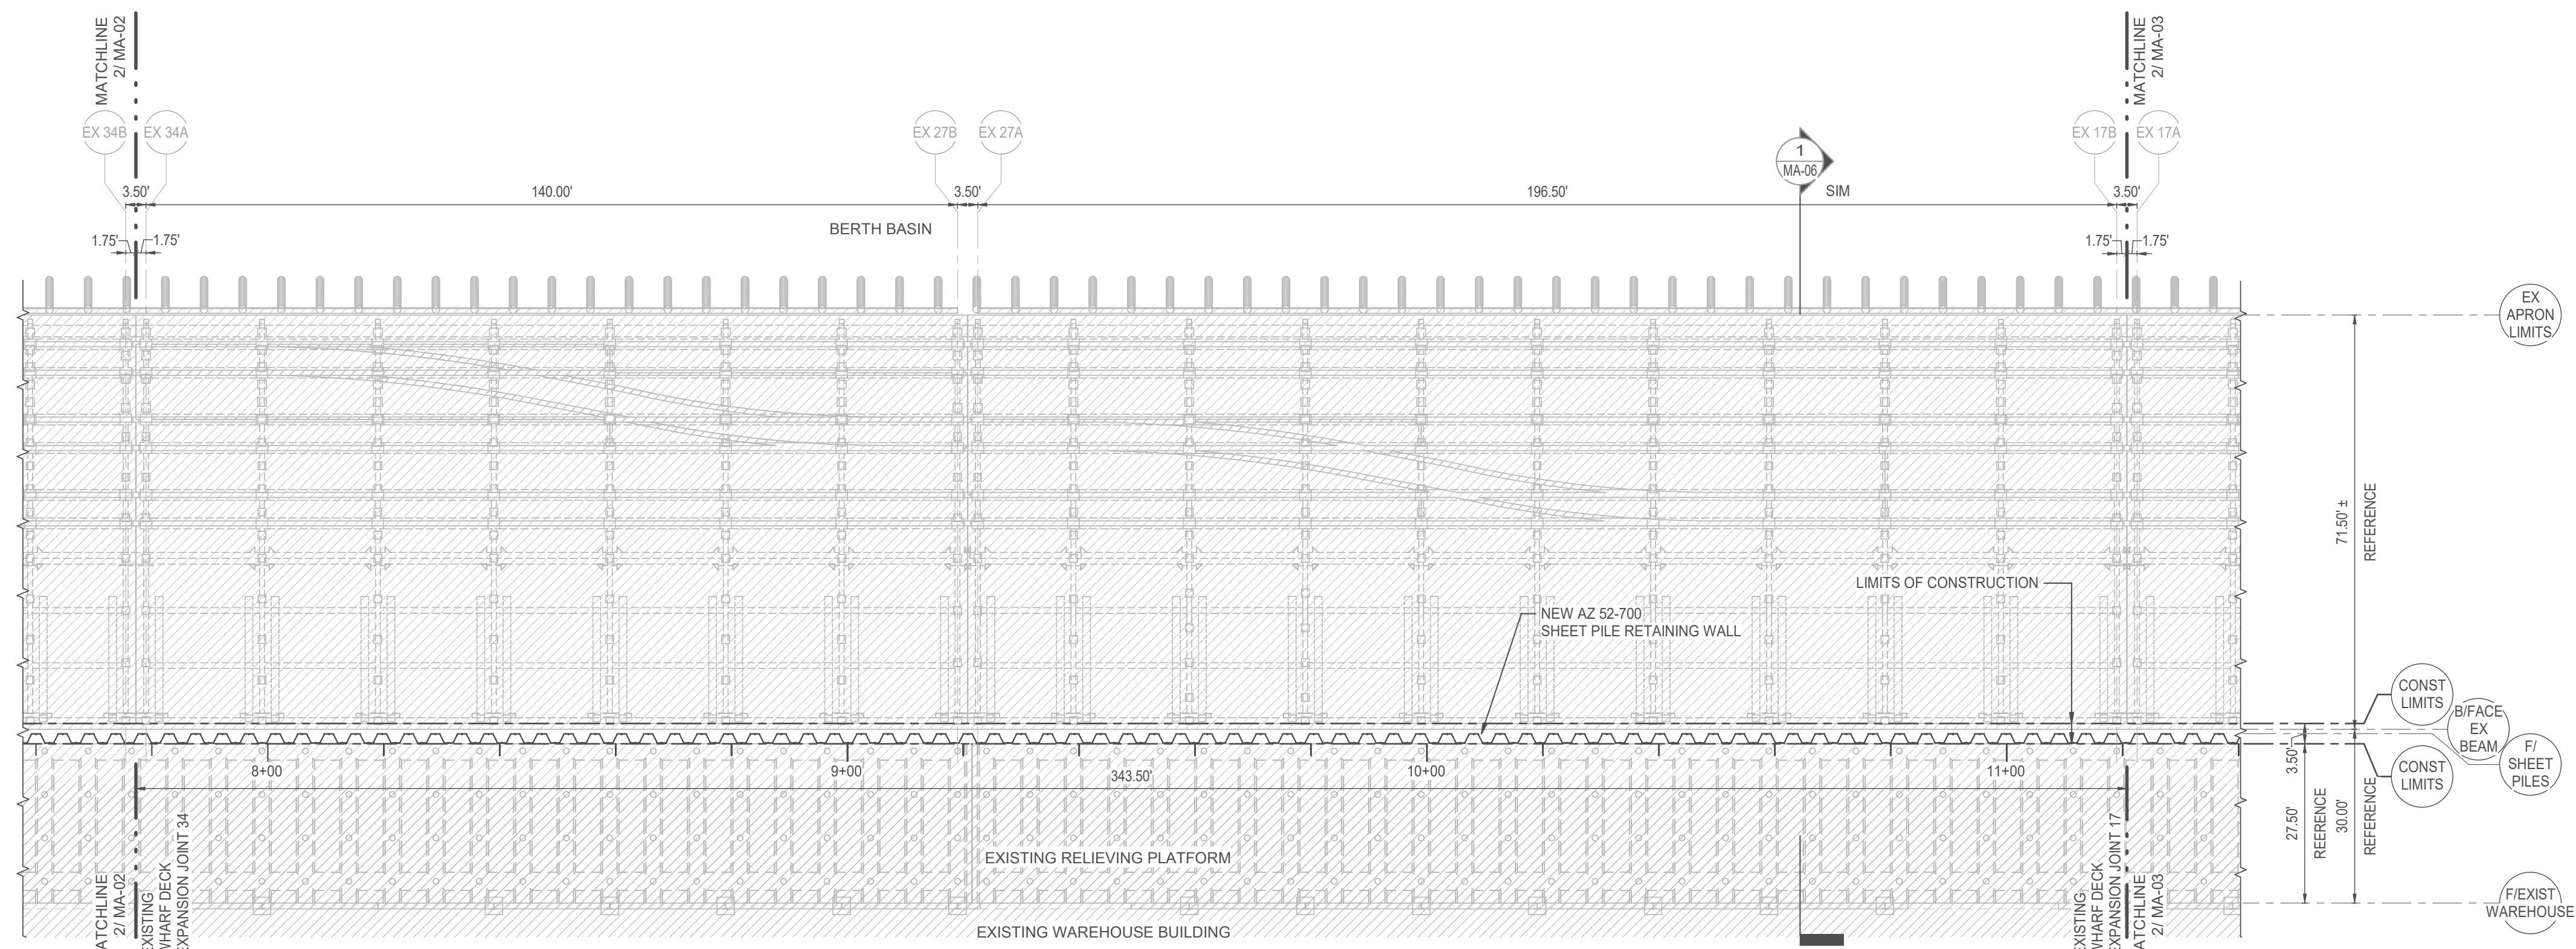 MATCHLINE
2/ MA-02
MATCHLINE
2/ MA-03
EX 34B
EX 34A
EX 27B
EX 27A
EX 17B
EX 17A
1
MA-06
SIM
3.50'
140.00'
3.50'
196.50'
3.50'
BERTH BASIN
1.75'
1.75'
1.75'
1.75'
EX
APRON
LIMITS
71.50' ±
REFERENCE
LIMITS OF CONSTRUCTION
NEW AZ 52-700
SHEET PILE RETAINING WALL
CONST
LIMITS
B/FACE
EX
BEAM
F/
SHEET
PILES
CONST
LIMITS
3.50'
8+00
9+00
10+00
11+00
343.50'
27.50'
REERENCE
30.00'
REFERENCE
EXISTING RELIEVING PLATFORM
ATCHLINE
2/ MA-02
EXISTING
WHARF DECK
EXPANSION JOINT 34
EXISTING
WHARF DECK
EXPANSION JOINT 17
ATCHLINE
2/ MA-03
F/EXIST
WAREHOUSE
EXISTING WAREHOUSE BUILDING